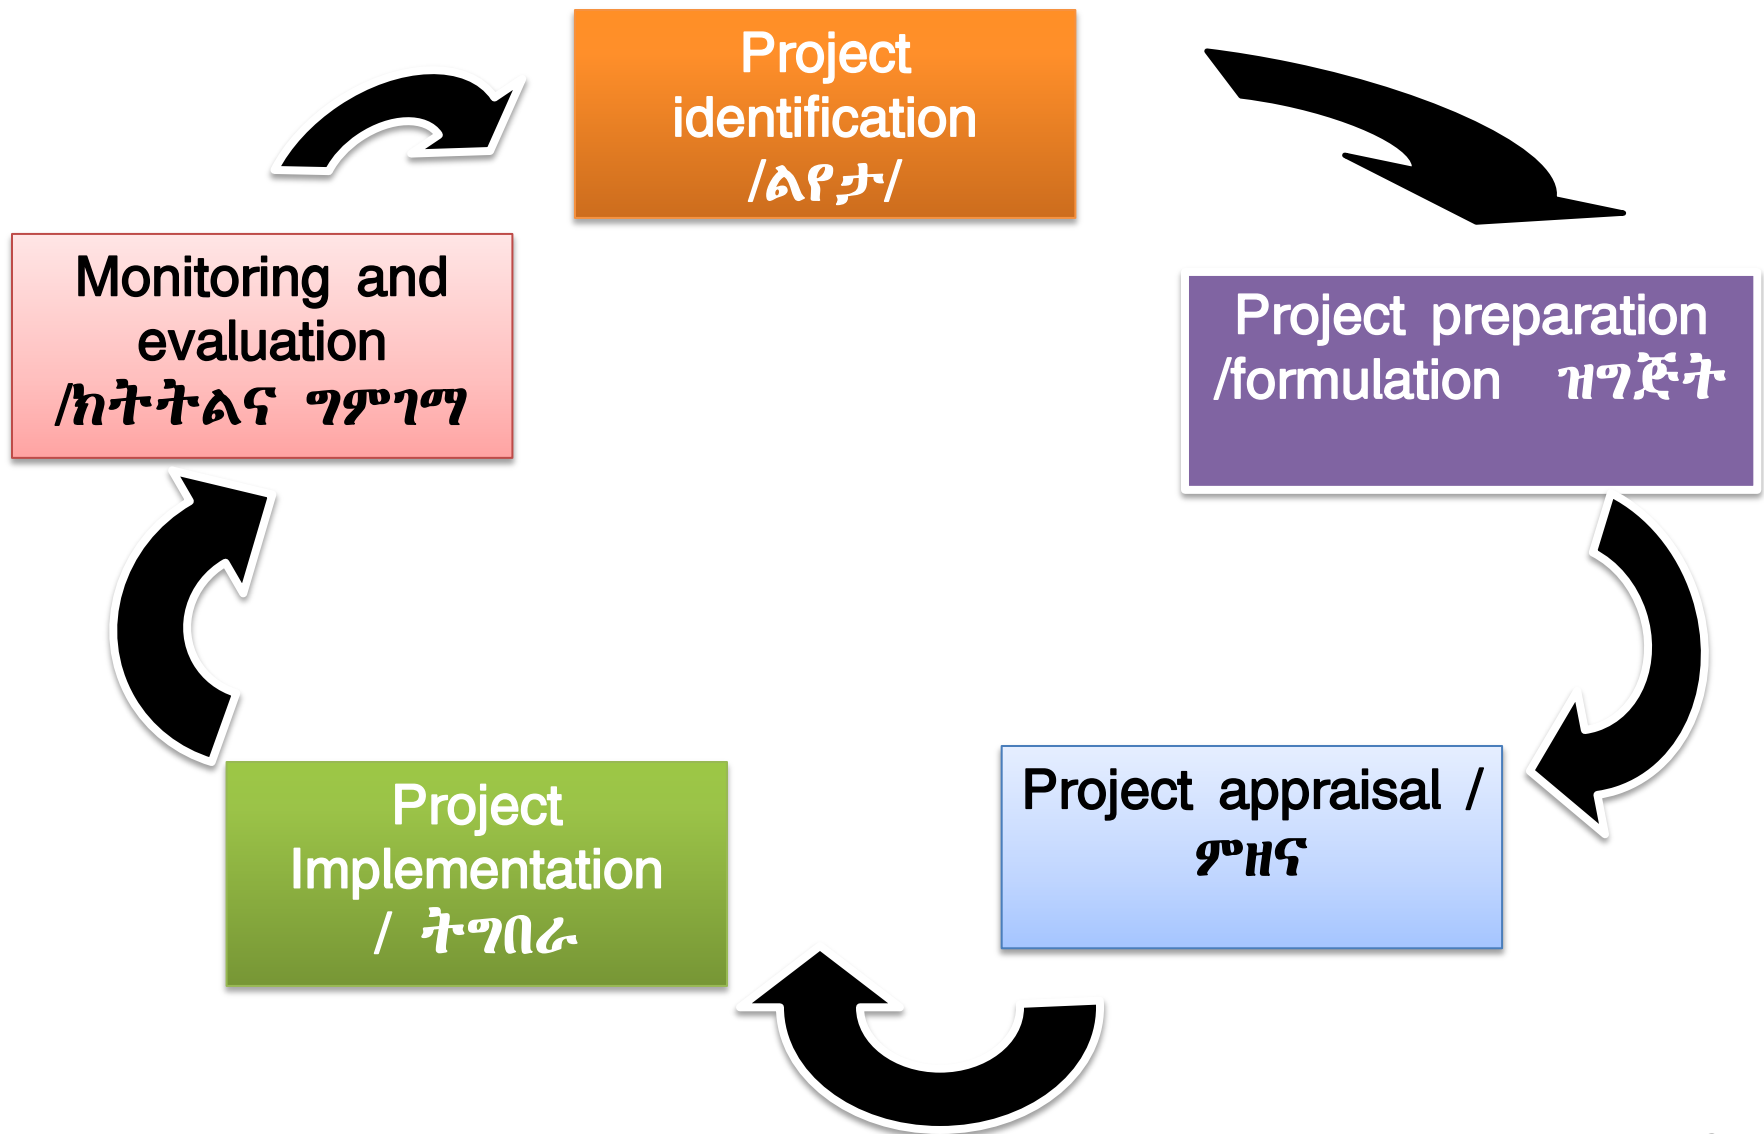 Project
identification
/ልየታ/
Project preparation
/formulation ዝግጅት
Project appraisal /
ምዘና
Project
Implementation
/ ትግበራ
Monitoring and
evaluation
/ክትትልና ግምገማ